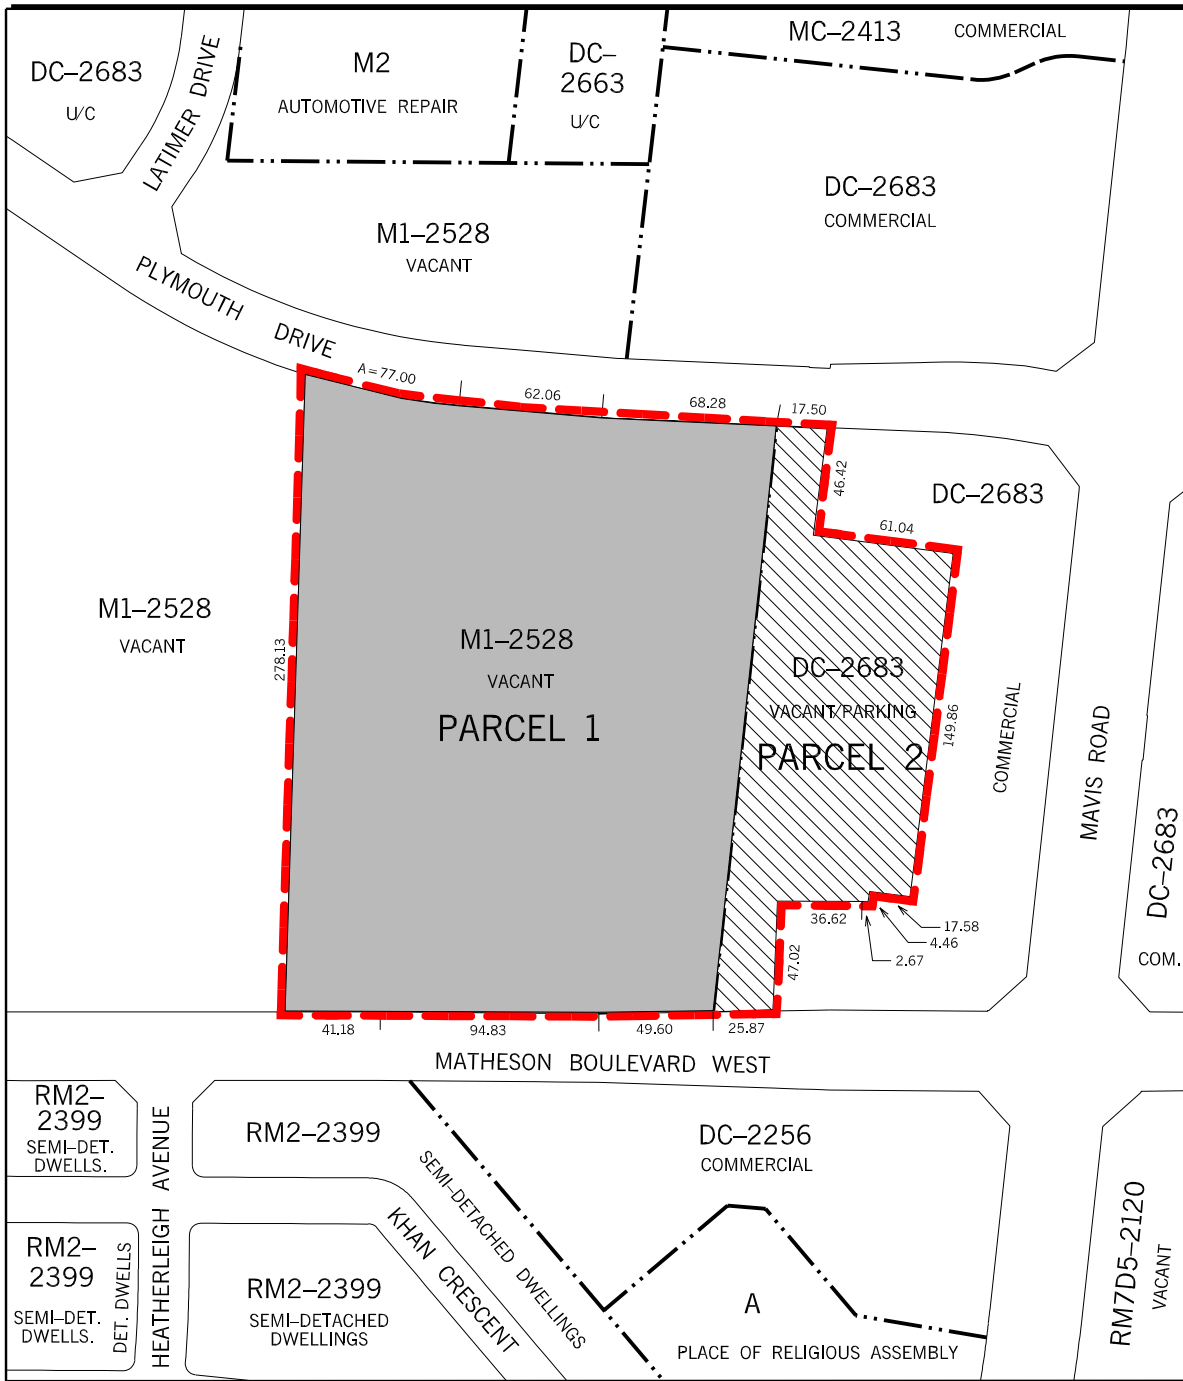 MC-2413 COMMERCIAL
DC-2683
U/C
LATIMER DRIVE
M2
AUTOMOTIVE REPAIR
DC-
2663
U/C
DC-2683
COMMERCIAL
M1-2528
VACANT
PLYMOUTH DRIVE
A=77.00
62.06
68.28
17.50
46.42
61.04
DC-2683
M1-2528
VACANT
278.13
M1-2528
VACANT
PARCEL 1
DC-2683
VACANT/PARKING
PARCEL 2
149.86
COMMERCIAL
MAVIS ROAD
DC-2683
COM.
36.62
17.58
4.46
2.67
47.02
41.18
94.83
49.60
25.87
MATHESON BOULEVARD WEST
RM2-
2399
SEMI-DET.
DWELLS.
HEATHERLEIGH AVENUE
RM2-2399
SEMI-DETACHED DWELLINGS
DC-2256
COMMERCIAL
RM2-
2399
SEMI-DET.
DWELLS.
DET. DWELLS
RM2-2399
SEMI-DETACHED
DWELLINGS
KHAN CRESCENT
A
PLACE OF RELIGIOUS ASSEMBLY
RM7D5-2120
VACANT